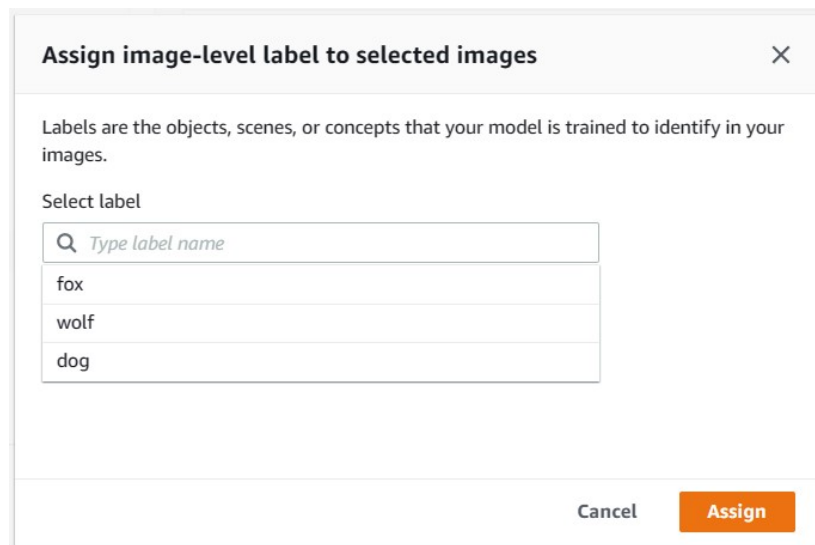 Assign image-level label to selected images
Labels are the objects, scenes, or concepts that your model is trained to identify in your
images.
Select label
Type label name
fox
wolf
dog
Cancel Assign